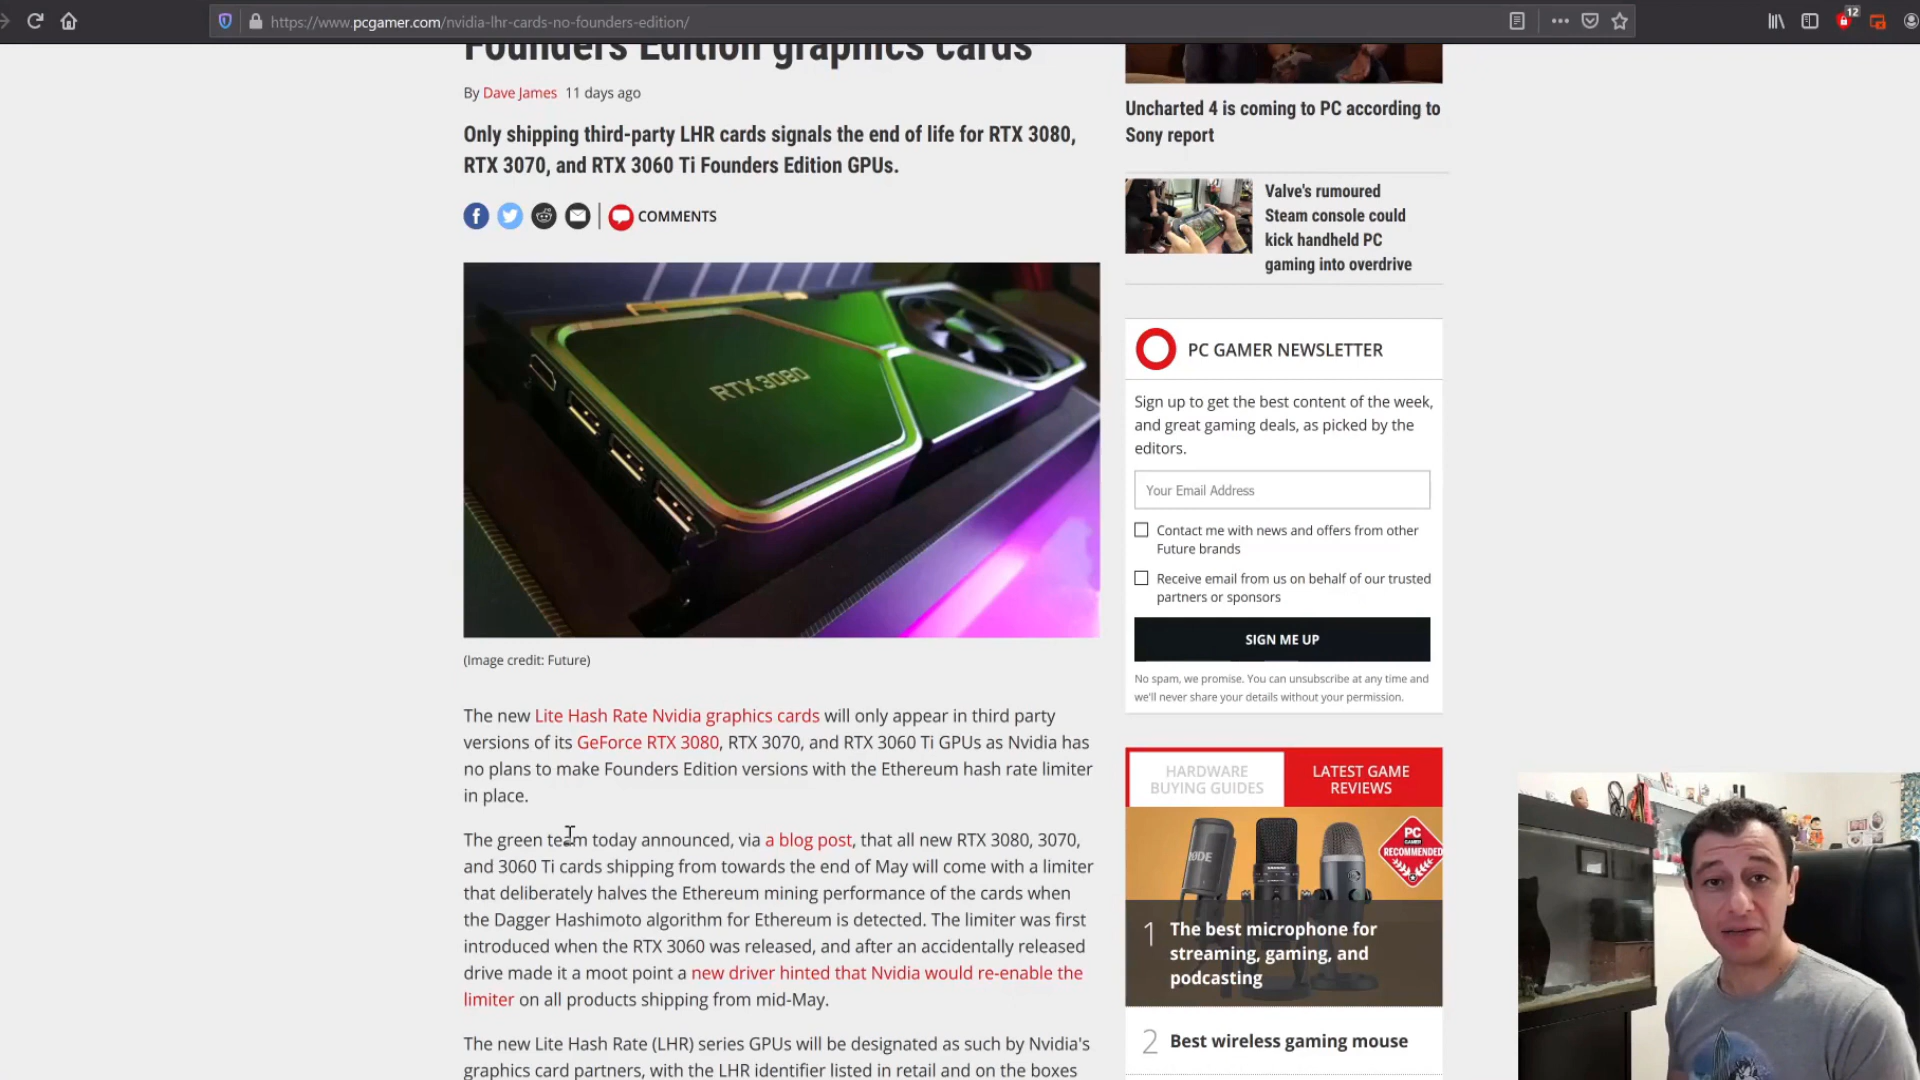 https://www.pcgamer.com/nvidia-lhr-cards-no-founders-edition/
12
Founders Edition graphics cards
By Dave James 11 days ago
Only shipping third-party LHR cards signals the end of life for RTX 3080,
RTX 3070, and RTX 3060 Ti Founders Edition GPUs.
COMMENTS
RTX 3080
(Image credit: Future)
The new Lite Hash Rate Nvidia graphics cards will only appear in third party
versions of its GeForce RTX 3080, RTX 3070, and RTX 3060 Ti GPUs as Nvidia has
no plans to make Founders Edition versions with the Ethereum hash rate limiter
in place.
The green team today announced, via a blog post, that all new RTX 3080, 3070,
and 3060 Ti cards shipping from towards the end of May will come with a limiter
that deliberately halves the Ethereum mining performance of the cards when
the Dagger Hashimoto algorithm for Ethereum is detected. The limiter was first
introduced when the RTX 3060 was released, and after an accidentally released
drive made it a moot point a new driver hinted that Nvidia would re-enable the
limiter on all products shipping from mid-May.
The new Lite Hash Rate (LHR) series GPUs will be designated as such by Nvidia's
graphics card partners, with the LHR identifier listed in retail and on the boxes
Uncharted 4 is coming to PC according to
Sony report
Valve's rumoured
Steam console could
kick handheld PC
gaming into overdrive
PC GAMER NEWSLETTER
Sign up to get the best content of the week,
and great gaming deals, as picked by the
editors.
Your Email Address
Contact me with news and offers from other
Future brands
Receive email from us on behalf of our trusted
partners or sponsors
SIGN ME UP
No spam, we promise. You can unsubscribe at any time and
we'll never share your details without your permission.
HARDWARE
BUYING GUIDES
LATEST GAME
REVIEWS
RODE
PC
GAMER
RECOMMENDED
1
The best microphone for
streaming, gaming, and
podcasting
2
Best wireless gaming mouse